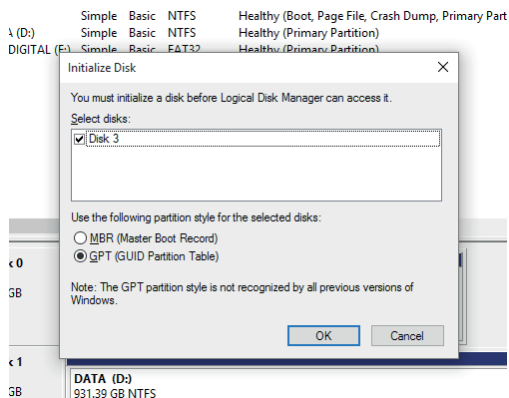 Simple Basic NTFS Healthy (Boot, Page File, Crash Dump, Primary Part
(D:) Simple Basic NTFS Healthy (Primary Partition)
DIGITAL (E:) Simple Basic FAT32 Healthy (Primary Partition)
Initialize Disk
You must initialize a disk before Logical Disk Manager can access it.
Select disks:
Disk 3
Use the following partition style for the selected disks:
MBR (Master Boot Record)
GPT (GUID Partition Table)
Note: The GPT partition style is not recognized by all previous versions of
Windows.
OK Cancel
k 0
GB
k 1
GB
DATA (D:)
931.39 GB NTFS